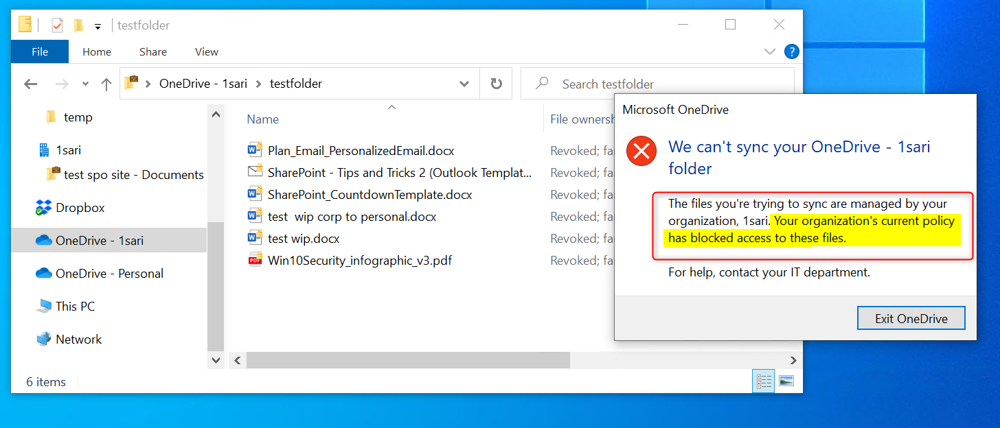 testfolder
File Home Share View
?
OneDrive - 1sari testfolder
Search testfolder
temp
1sari
test spo site - Documents
Dropbox
OneDrive - 1sari
OneDrive - Personal
This PC
Network
Name File ownersh
Plan_Email_PersonalizedEmail.docx Revoked; fa
SharePoint - Tips and Tricks 2 (Outlook Templat... Revoked; fa
SharePoint_CountdownTemplate.docx Revoked; fa
test wip corp to personal.docx Revoked; fa
test wip.docx Revoked; fa
PDF Win10Security_infographic_v3.pdf Revoked; fa
6 items
Microsoft OneDrive
We can't sync your OneDrive - 1sari
folder
The files you're trying to sync are managed by your
organization, 1sari. Your organization's current policy
has blocked access to these files.
For help, contact your IT department.
Exit OneDrive